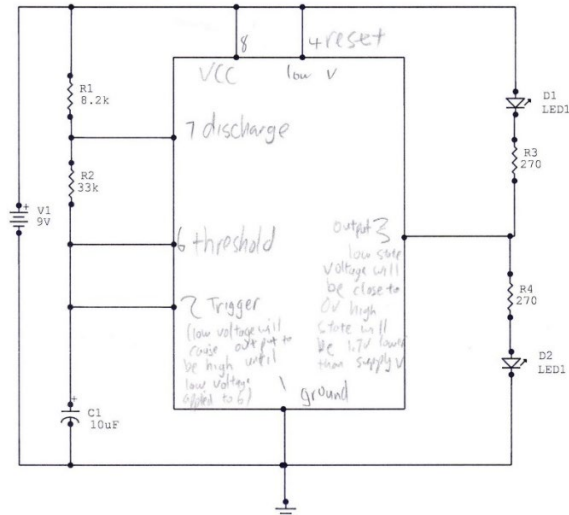 8
4 reset
VCC
low v
R1
8.2k
7 discharge
R2
33k
V1
9V
6 threshold
2 Trigger
(low voltage will
cause output to
be high until
low voltage
applied to 6)
C1
10uF
1
ground
output 3
low state
voltage will
be close to
0V high
state will
be 1.7V lower
than supply V
D1
LED1
R3
270
R4
270
D2
LED1